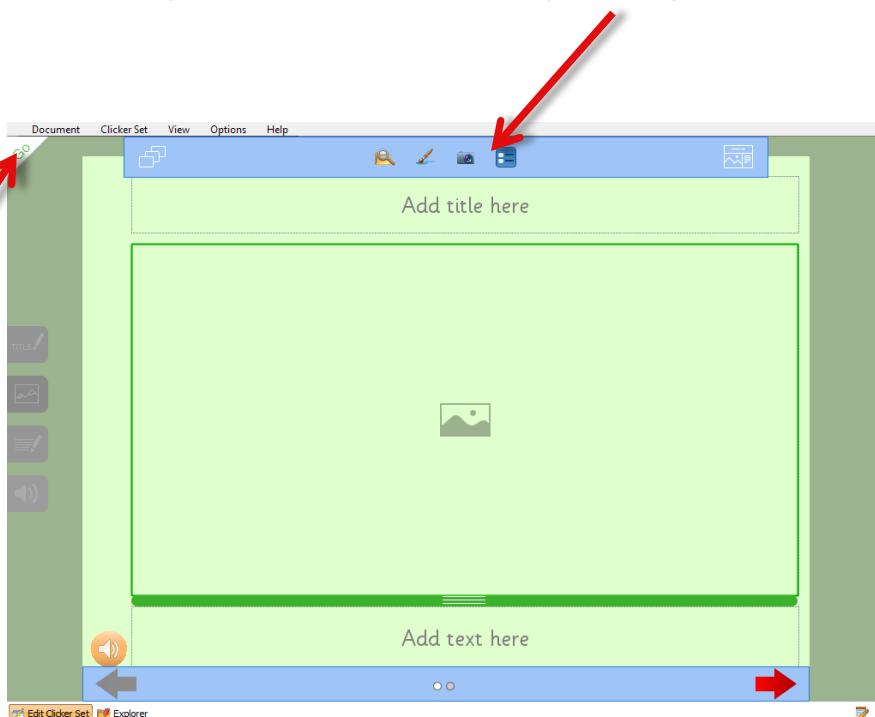 Document Clicker Set View Options Help
Go
Add title here
TITLE
Add text here
Edit Clicker Set Explorer